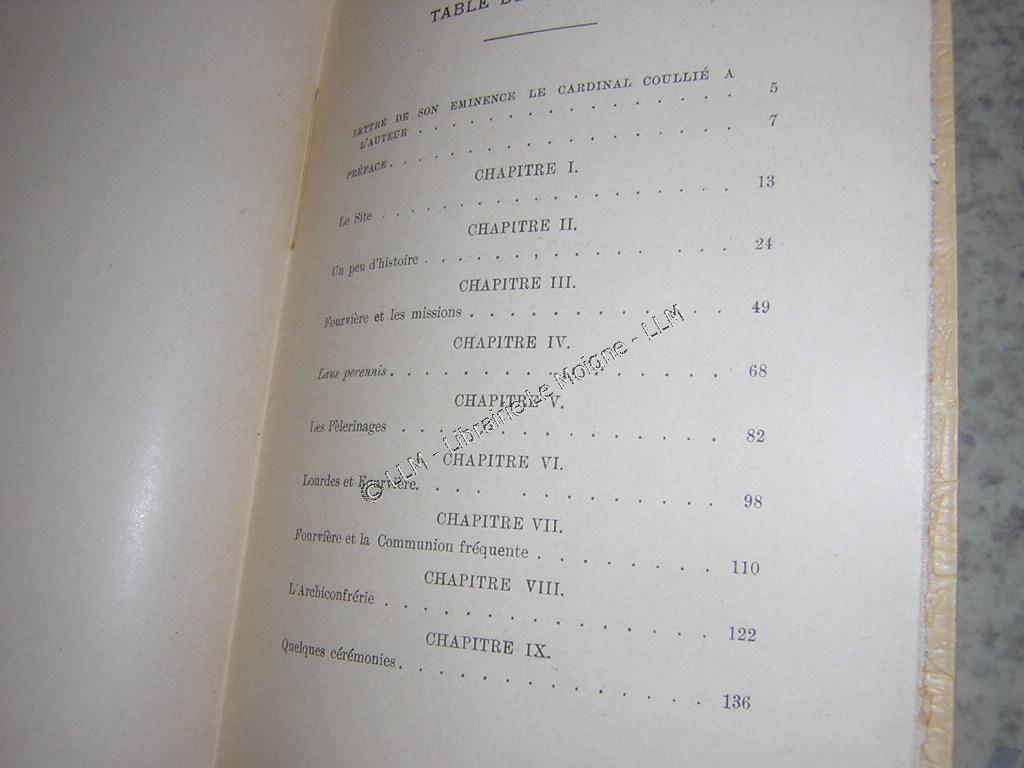 TABLE
LETTRE DE SON EMINENCE LE CARDINAL COULLIÉ A
L'AUTEUR . . . . . . . . . . . . . . . . 5
PRÉFACE . . . . . . . . . . . . . . . . . 7
CHAPITRE I.
Le Site . . . . . . . . . . . . . . . . . 13
CHAPITRE II.
Un peu d'histoire . . . . . . , . . . . . . . 24
CHAPITRE III.
Fourvière et les missions . . . . . . . . . . . 49
CHAPITRE IV.
Laus perennis . . . . . . . . . . . . . . . 68
CHAPITRE V.
Les Pèlerinages . . . . . . . . . . . . . . 82
CHAPITRE VI.
Lourdes et Fourvière. . . . . . . . . . . . . 98
CHAPITRE VII.
Fourvière et la Communion fréquente . . . . . . . 110
CHAPITRE VIII.
L'Archiconfrérie . . . . . . . . . . . . . . 122
CHAPITRE IX.
Quelques cérémonies . . . . . . . . . . . . . 136
© LLM - Librairie Le Moigne - LLM